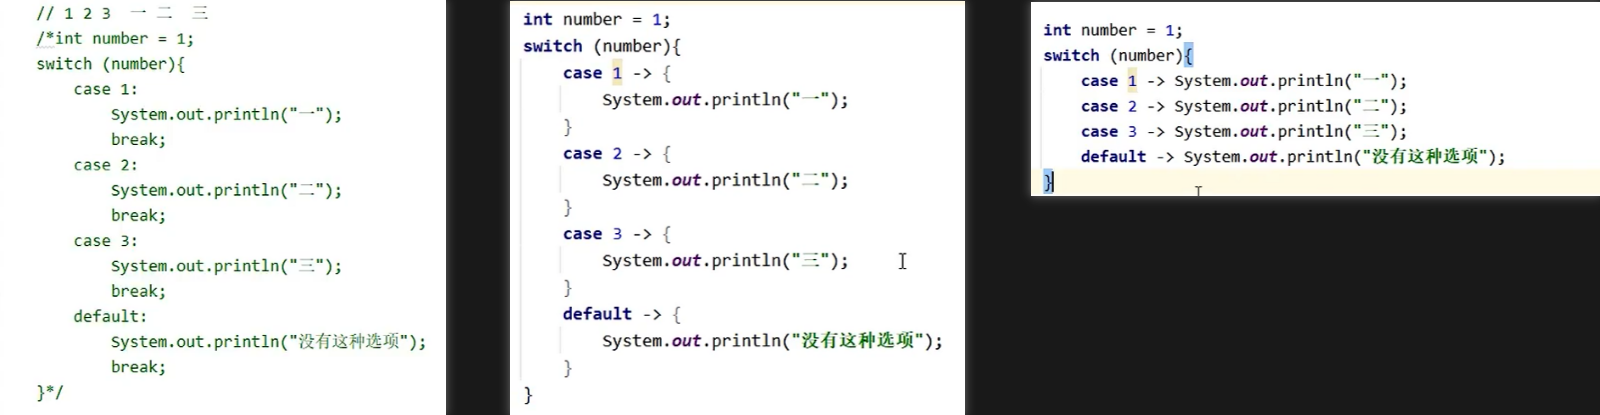 // 1 2 3 一 二 三
/*int number = 1;
switch (number){
case 1:
System.out.println("一");
break;
case 2:
System.out.println("二");
break;
case 3:
System.out.println("三");
break;
default:
System.out.println("没有这种选项");
break;
}*/
int number = 1;
switch (number){
case 1 -> {
System.out.println("一");
}
case 2 -> {
System.out.println("二");
}
case 3 -> {
System.out.println("三");
}
default -> {
System.out.println("没有这种选项");
}
}
int number = 1;
switch (number){
case 1 -> System.out.println("一");
case 2 -> System.out.println("二");
case 3 -> System.out.println("三");
default -> System.out.println("没有这种选项");
}